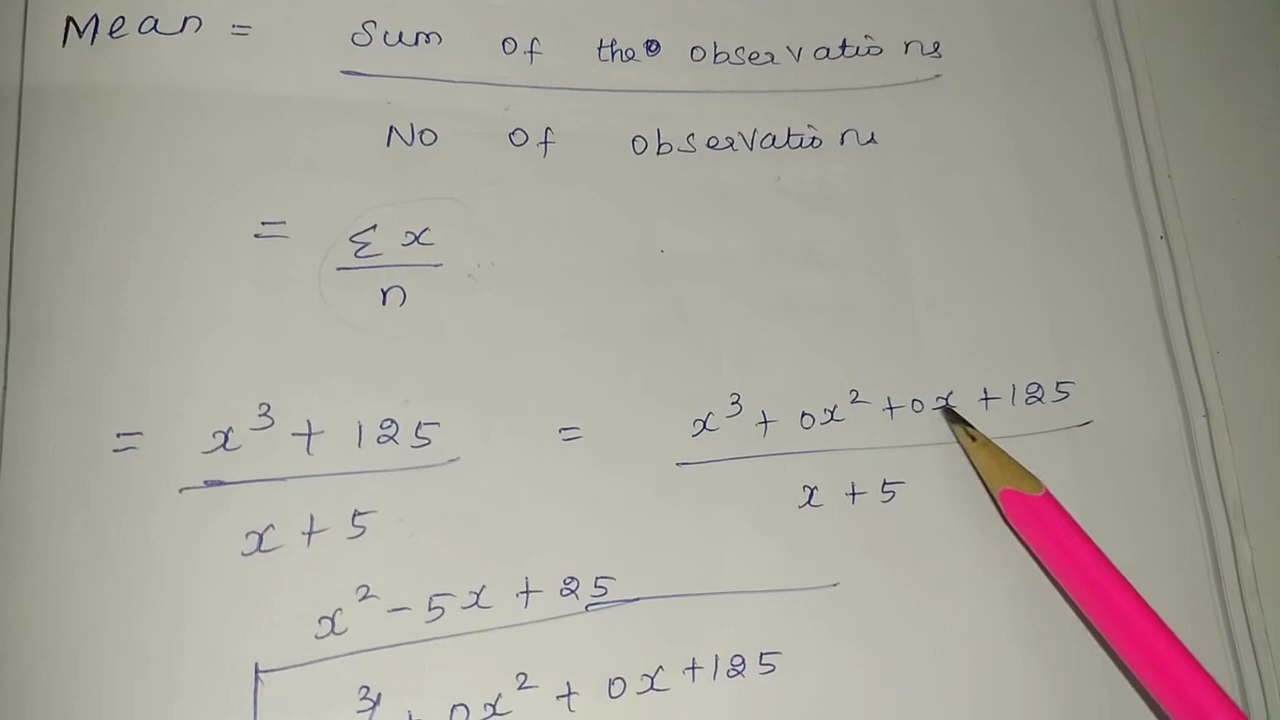 Mean = Sum of the observations
No of observations
= Σx
n
= x³ + 125 = x³ + 0x² + 0x + 125
x + 5 x + 5
x² - 5x + 25
0x² + 0x + 125